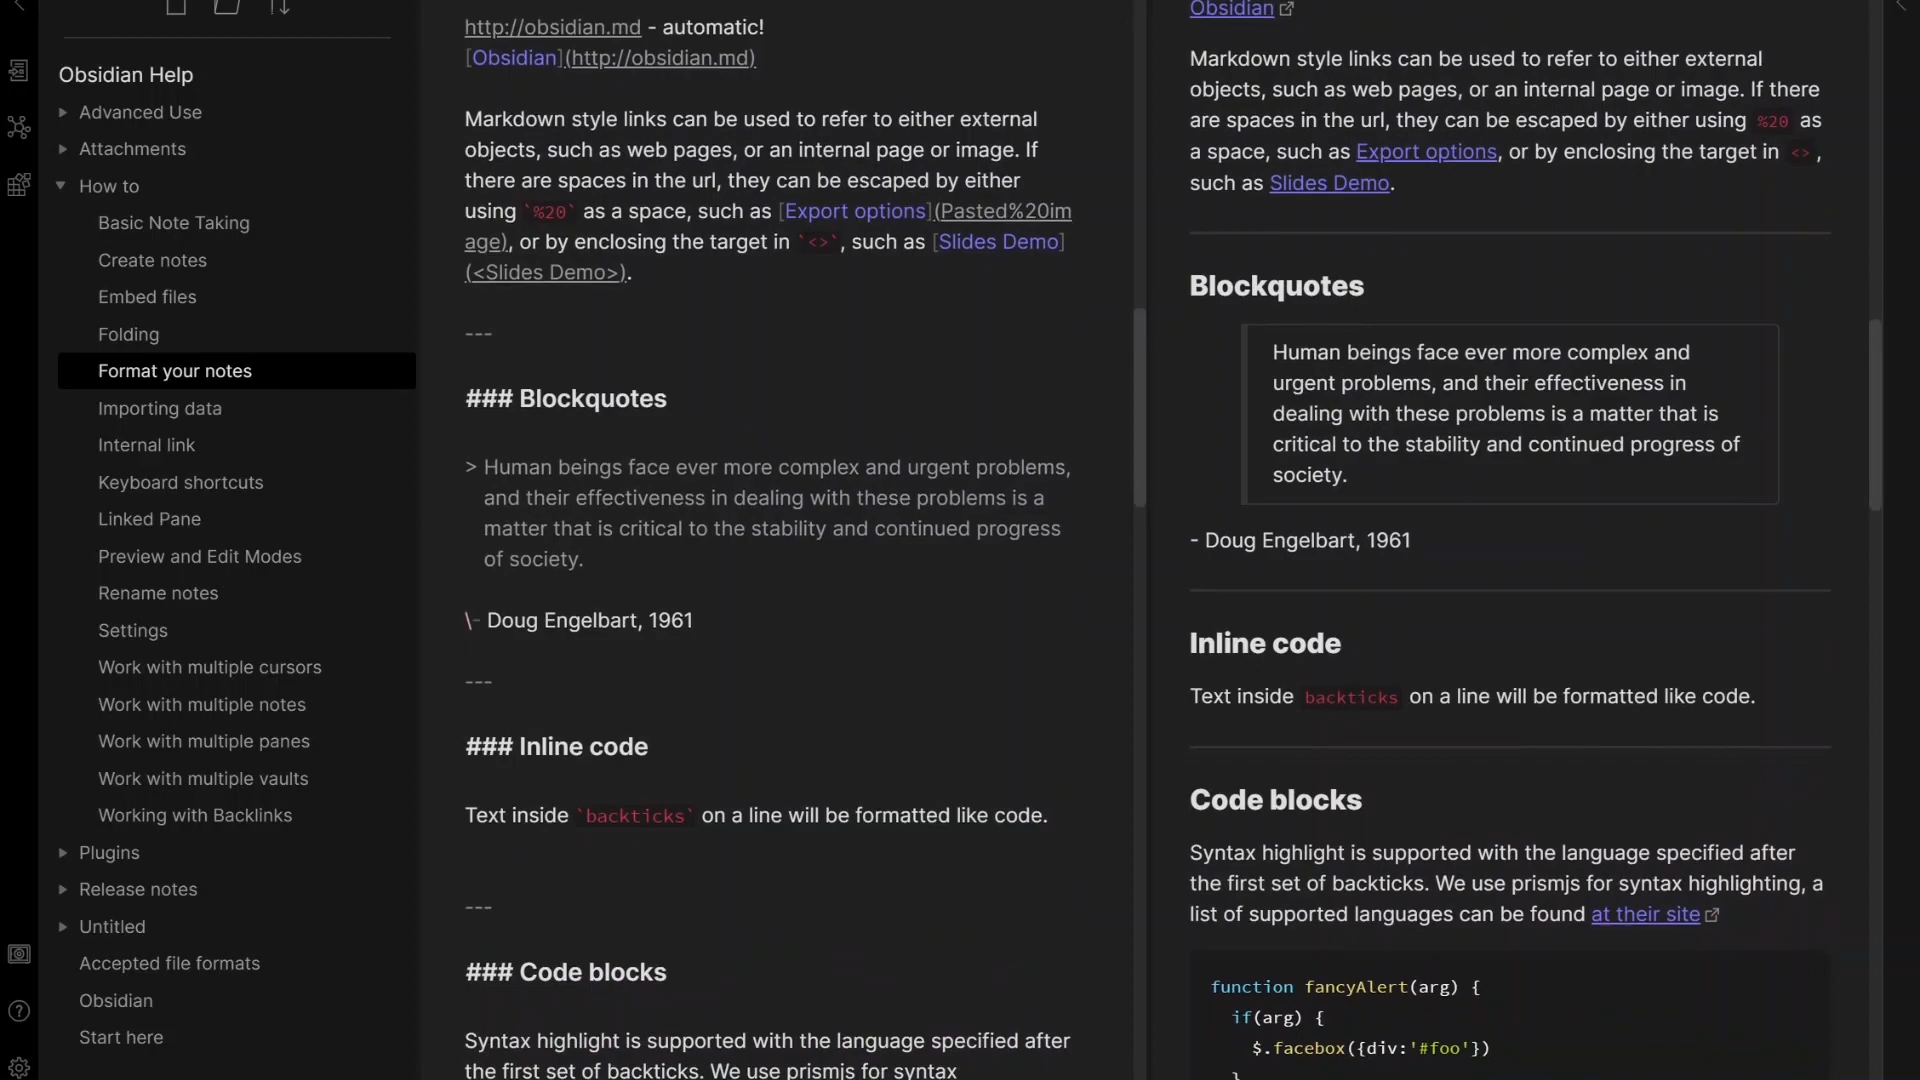 Obsidian Help
Advanced Use
Attachments
How to
Basic Note Taking
Create notes
Embed files
Folding
Format your notes
Importing data
Internal link
Keyboard shortcuts
Linked Pane
Preview and Edit Modes
Rename notes
Settings
Work with multiple cursors
Work with multiple notes
Work with multiple panes
Work with multiple vaults
Working with Backlinks
Plugins
Release notes
Untitled
Accepted file formats
Obsidian
Start here
http://obsidian.md - automatic!
[Obsidian](http://obsidian.md)
Markdown style links can be used to refer to either external
objects, such as web pages, or an internal page or image. If
there are spaces in the url, they can be escaped by either
using `%20` as a space, such as [Export options](Pasted%20im
age), or by enclosing the target in `<>`, such as [Slides Demo]
(<Slides Demo>).
---
### Blockquotes
> Human beings face ever more complex and urgent problems,
and their effectiveness in dealing with these problems is a
matter that is critical to the stability and continued progress
of society.
\- Doug Engelbart, 1961
---
### Inline code
Text inside `backticks` on a line will be formatted like code.
---
### Code blocks
Syntax highlight is supported with the language specified after
the first set of backticks. We use prismjs for syntax
Obsidian
Markdown style links can be used to refer to either external
objects, such as web pages, or an internal page or image. If there
are spaces in the url, they can be escaped by either using %20 as
a space, such as Export options, or by enclosing the target in <> ,
such as Slides Demo.
Blockquotes
Human beings face ever more complex and
urgent problems, and their effectiveness in
dealing with these problems is a matter that is
critical to the stability and continued progress of
society.
- Doug Engelbart, 1961
Inline code
Text inside backticks on a line will be formatted like code.
Code blocks
Syntax highlight is supported with the language specified after
the first set of backticks. We use prismjs for syntax highlighting, a
list of supported languages can be found at their site
function fancyAlert(arg) {
if(arg) {
$.facebox({div:'#foo'})
}